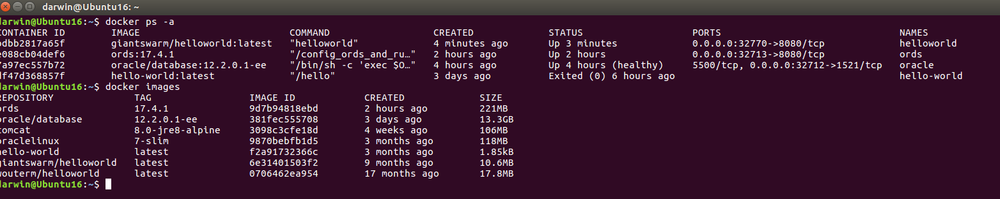 darwin@Ubuntu16: ~
darwin@Ubuntu16:~$ docker ps -a
CONTAINER ID IMAGE COMMAND CREATED STATUS PORTS NAMES
bdbb2817a65f giantswarm/helloworld:latest "helloworld" 4 minutes ago Up 3 minutes 0.0.0.0:32770->8080/tcp helloworld
e088cb04def6 ords:17.4.1 "/config_ords_and_ru…" 2 hours ago Up 2 hours 0.0.0.0:32713->8080/tcp ords
7a97ec557b72 oracle/database:12.2.0.1-ee "/bin/sh -c 'exec $O…" 4 hours ago Up 4 hours (healthy) 5500/tcp, 0.0.0.0:32712->1521/tcp oracle
df47d368857f hello-world:latest "/hello" 3 days ago Exited (0) 6 hours ago hello-world
darwin@Ubuntu16:~$ docker images
REPOSITORY TAG IMAGE ID CREATED SIZE
ords 17.4.1 9d7b94818ebd 2 hours ago 221MB
oracle/database 12.2.0.1-ee 381fec555708 3 days ago 13.3GB
tomcat 8.0-jre8-alpine 3098c3cfe18d 4 weeks ago 106MB
oraclelinux 7-slim 9870bebfb1d5 3 months ago 118MB
hello-world latest f2a91732366c 3 months ago 1.85kB
giantswarm/helloworld latest 6e31401503f2 9 months ago 10.6MB
wouterm/helloworld latest 0706462ea954 17 months ago 17.8MB
darwin@Ubuntu16:~$